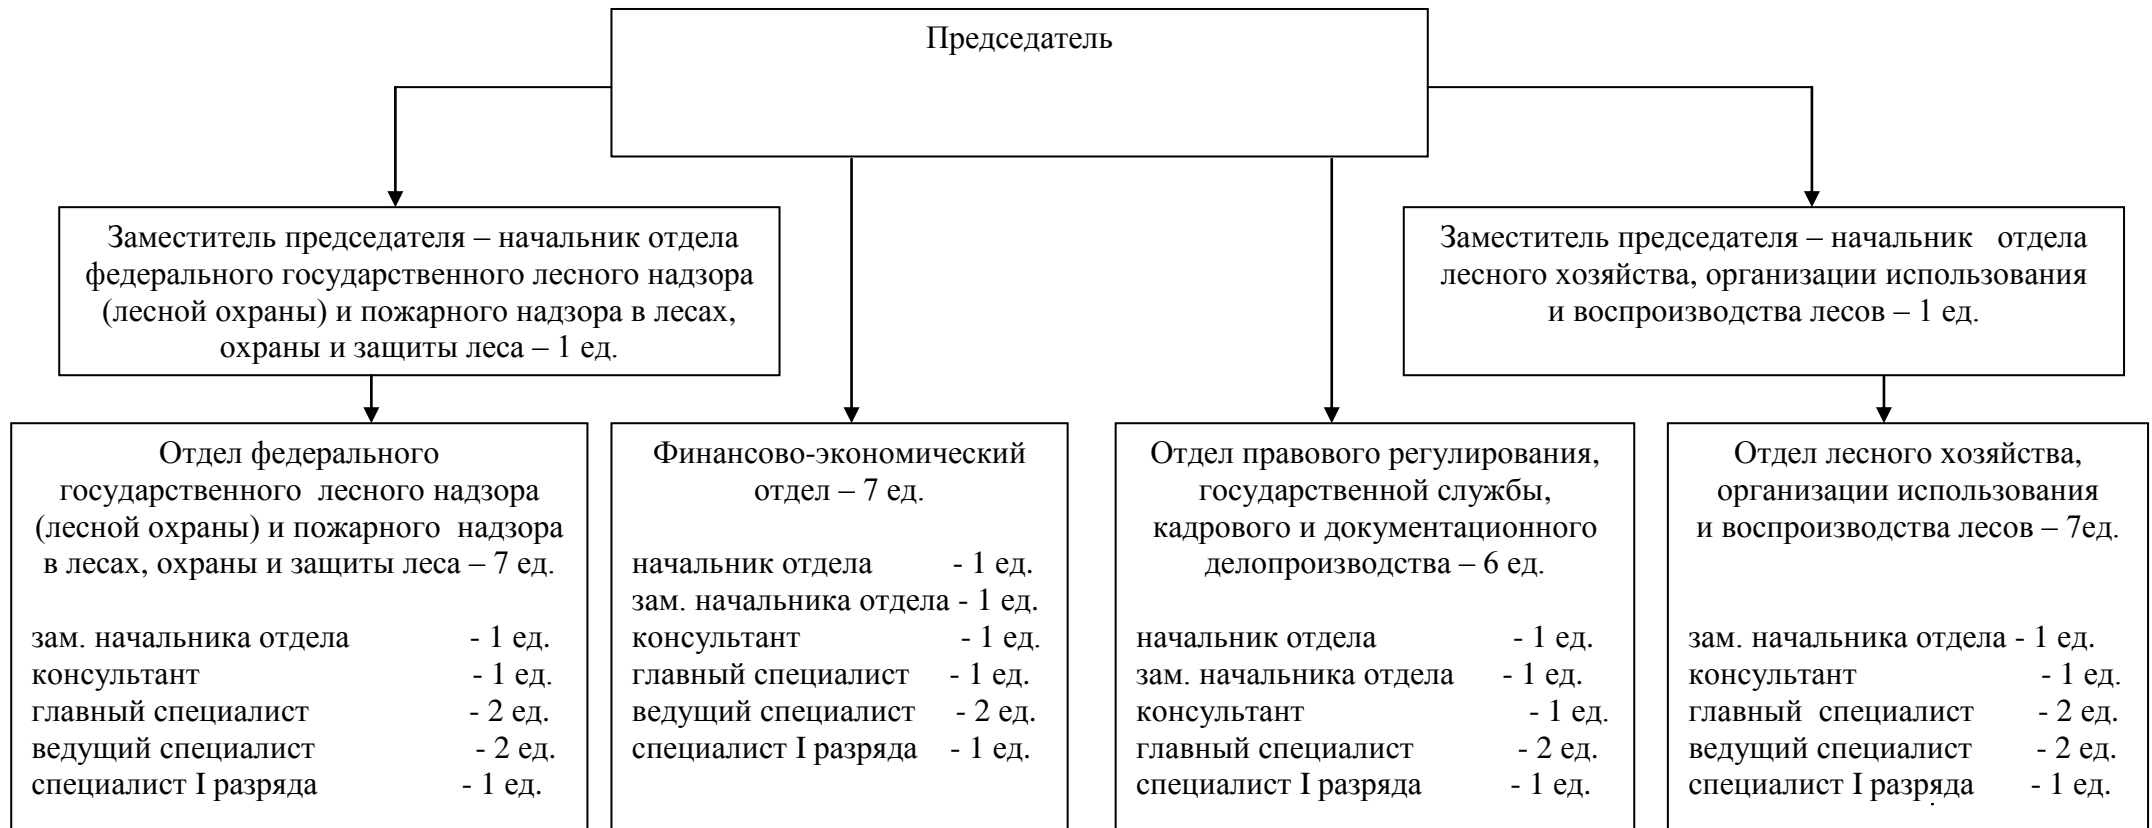 Председатель
Заместитель председателя – начальник отдела
федерального государственного лесного надзора
(лесной охраны) и пожарного надзора в лесах,
охраны и защиты леса – 1 ед.
Заместитель председателя – начальник отдела
лесного хозяйства, организации использования
и воспроизводства лесов – 1 ед.
Отдел федерального
государственного лесного надзора
(лесной охраны) и пожарного надзора
в лесах, охраны и защиты леса – 7 ед.
зам. начальника отдела - 1 ед.
консультант - 1 ед.
главный специалист - 2 ед.
ведущий специалист - 2 ед.
специалист I разряда - 1 ед.
Финансово-экономический
отдел – 7 ед.
начальник отдела - 1 ед.
зам. начальника отдела - 1 ед.
консультант - 1 ед.
главный специалист - 1 ед.
ведущий специалист - 2 ед.
специалист I разряда - 1 ед.
Отдел правового регулирования,
государственной службы,
кадрового и документационного
делопроизводства – 6 ед.
начальник отдела - 1 ед.
зам. начальника отдела - 1 ед.
консультант - 1 ед.
главный специалист - 2 ед.
специалист I разряда - 1 ед.
Отдел лесного хозяйства,
организации использования
и воспроизводства лесов – 7ед.
зам. начальника отдела - 1 ед.
консультант - 1 ед.
главный специалист - 2 ед.
ведущий специалист - 2 ед.
специалист I разряда - 1 ед.